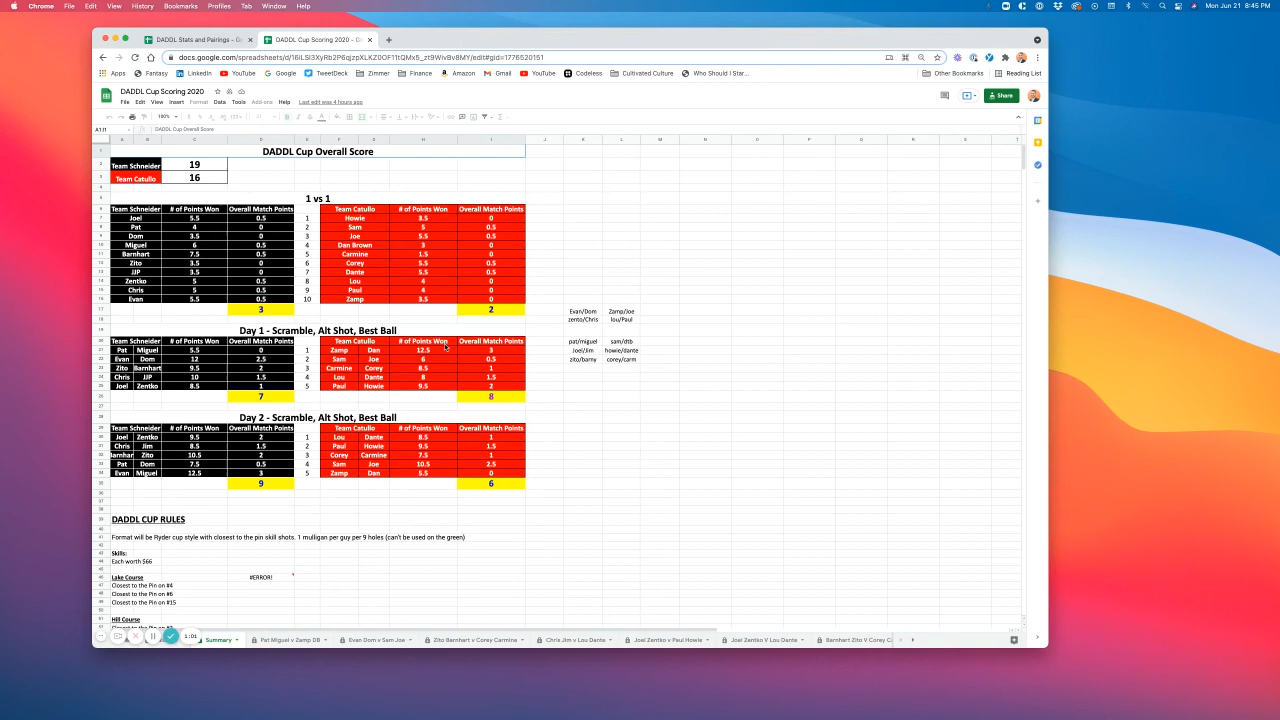 Chrome File Edit View History Bookmarks Profiles Tab Window Help Mon Jun 21 8:45 PM
DADDL Stats and Pairings - G DADDL Cup Scoring 2020 - Go
docs.google.com/spreadsheets/d/
Apps Fantasy LinkedIn YouTube Google TweetDeck Zimmer Finance Amazon Gmail YouTube Codeless Cultivated Culture Who Should I Star... Other Bookmarks Reading List
DADDL Cup Scoring 2020
File Edit View Insert Format Data Tools Add-ons Help Last edit was 4 hours ago
Share
100%
A1:I1 DADDL Cup Overall Score
A B C D E F G H I J K L M N O P Q R S T
DADDL Cup Overall Score
Team Schneider 19
Team Catullo 16
1 vs 1
Team Schneider # of Points Won Overall Match Points Team Catullo # of Points Won Overall Match Points
Joel 5.5 0.5 1 Howie 3.5 0
Pat 4 0 2 Sam 5 0.5
Dom 3.5 0 3 Joe 5.5 0.5
Miguel 6 0.5 4 Dan Brown 3 0
Barnhart 7.5 0.5 5 Carmine 1.5 0
Zito 3.5 0 6 Corey 5.5 0.5
JJP 3.5 0 7 Dante 5.5 0.5
Zentko 5 0.5 8 Lou 4 0
Chris 5 0.5 9 Paul 4 0
Evan 5.5 0.5 10 Zamp 3.5 0
3 2
Evan/Dom Zamp/Joe
zento/Chris lou/Paul
Day 1 - Scramble, Alt Shot, Best Ball
Team Schneider # of Points Won Overall Match Points Team Catullo # of Points Won Overall Match Points
pat/miguel sam/dtb
Pat Miguel 5.5 0 1 Zamp Dan 12.5 3
Joel/Jim howie/dante
Evan Dom 12 2.5 2 Sam Joe 6 0.5
zito/barny corey/carm
Zito Barnhart 9.5 2 3 Carmine Corey 8.5 1
Chris JJP 10 1.5 4 Lou Dante 8 1.5
Joel Zentko 8.5 1 5 Paul Howie 9.5 2
7 8
Day 2 - Scramble, Alt Shot, Best Ball
Team Schneider # of Points Won Overall Match Points Team Catullo # of Points Won Overall Match Points
Joel Zentko 9.5 2 1 Lou Dante 8.5 1
Chris Jim 8.5 1.5 2 Paul Howie 9.5 1.5
Barnhar Zito 10.5 2 3 Corey Carmine 7.5 1
Pat Dom 7.5 0.5 4 Sam Joe 10.5 2.5
Evan Miguel 12.5 3 5 Zamp Dan 5.5 0
9 6
DADDL CUP RULES
Format will be Ryder cup style with closest to the pin skill shots. 1 mulligan per guy per 9 holes (can't be used on the green)
Skills:
Each worth $66
Lake Course #ERROR!
Closest to the Pin on #4
Closest to the Pin on #6
Closest to the Pin on #15
Hill Course
1:01 Summary Pat Miguel v Zamp DB Evan Dom v Sam Joe Zito Barnhart v Corey Carmine Chris Jim v Lou Dante Joel Zentko v Paul Howie Joel Zentko V Lou Dante Barnhart Zito V Corey Ca